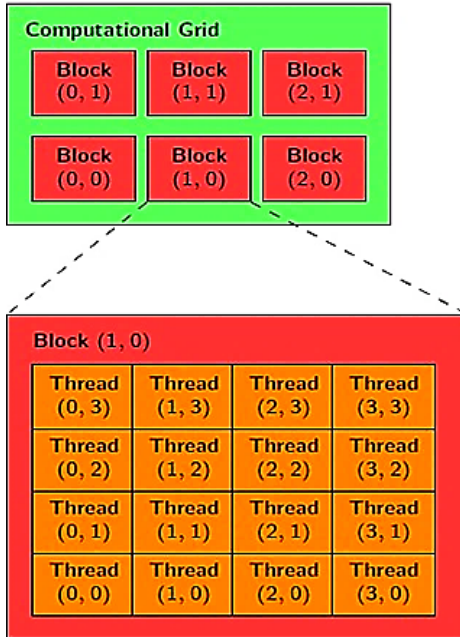 Computational Grid
Block Block Block
(0, 1) (1, 1) (2, 1)
Block Block Block
(0, 0) (1, 0) (2, 0)
Block (1, 0)
Thread Thread Thread Thread
(0, 3) (1, 3) (2, 3) (3, 3)
Thread Thread Thread Thread
(0, 2) (1, 2) (2, 2) (3, 2)
Thread Thread Thread Thread
(0, 1) (1, 1) (2, 1) (3, 1)
Thread Thread Thread Thread
(0, 0) (1, 0) (2, 0) (3, 0)